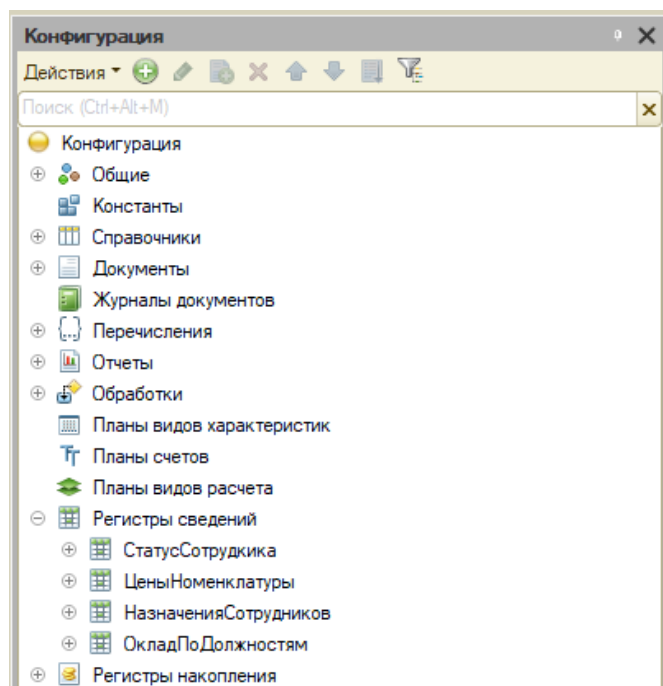 Конфигурация
Действия
Поиск (Ctrl+Alt+M)
Конфигурация
Общие
Константы
Справочники
Документы
Журналы документов
Перечисления
Отчеты
Обработки
Планы видов характеристик
Планы счетов
Планы видов расчета
Регистры сведений
СтатусСотрудкика
ЦеныНоменклатуры
НазначенияСотрудников
ОкладПоДолжностям
Регистры накопления